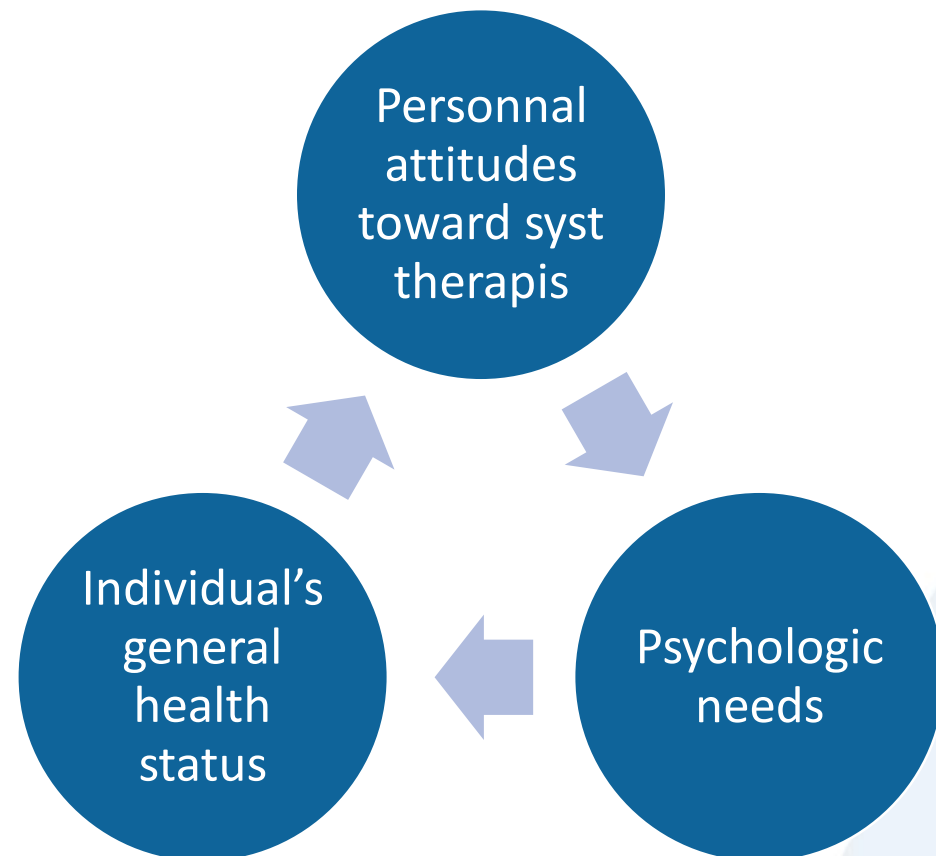 Personnal
attitudes
toward syst
therapis
Individual’s
general
health
status
Psychologic
needs